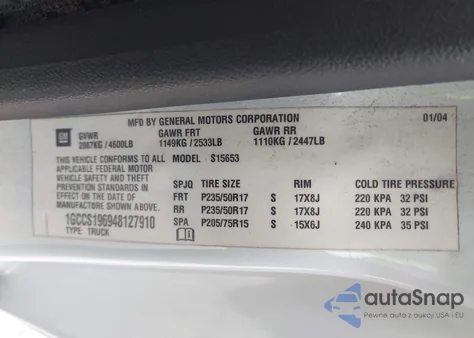 MFD BY GENERAL MOTORS CORPORATION 01/04
GM GVWR GAWR FRT GAWR RR
2087KG / 4600LB 1149KG / 2533LB 1110KG / 2447LB
THIS VEHICLE CONFORMS TO ALL MODEL S15653
APPLICABLE FEDERAL MOTOR
VEHICLE SAFETY AND THEFT SPJQ TIRE SIZE RIM COLD TIRE PRESSURE
PREVENTION STANDARDS IN FRT P235/50R17 S 17X8J 220 KPA 32 PSI
EFFECT ON THE DATE OF RR P235/50R17 S 17X8J 220 KPA 32 PSI
MANUFACTURE SHOWN ABOVE. SPA P205/75R15 S 15X6J 240 KPA 35 PSI
1GCCS196948127910
TYPE: TRUCK
autoSnap
Pewne auta z dostawą z USA i EU